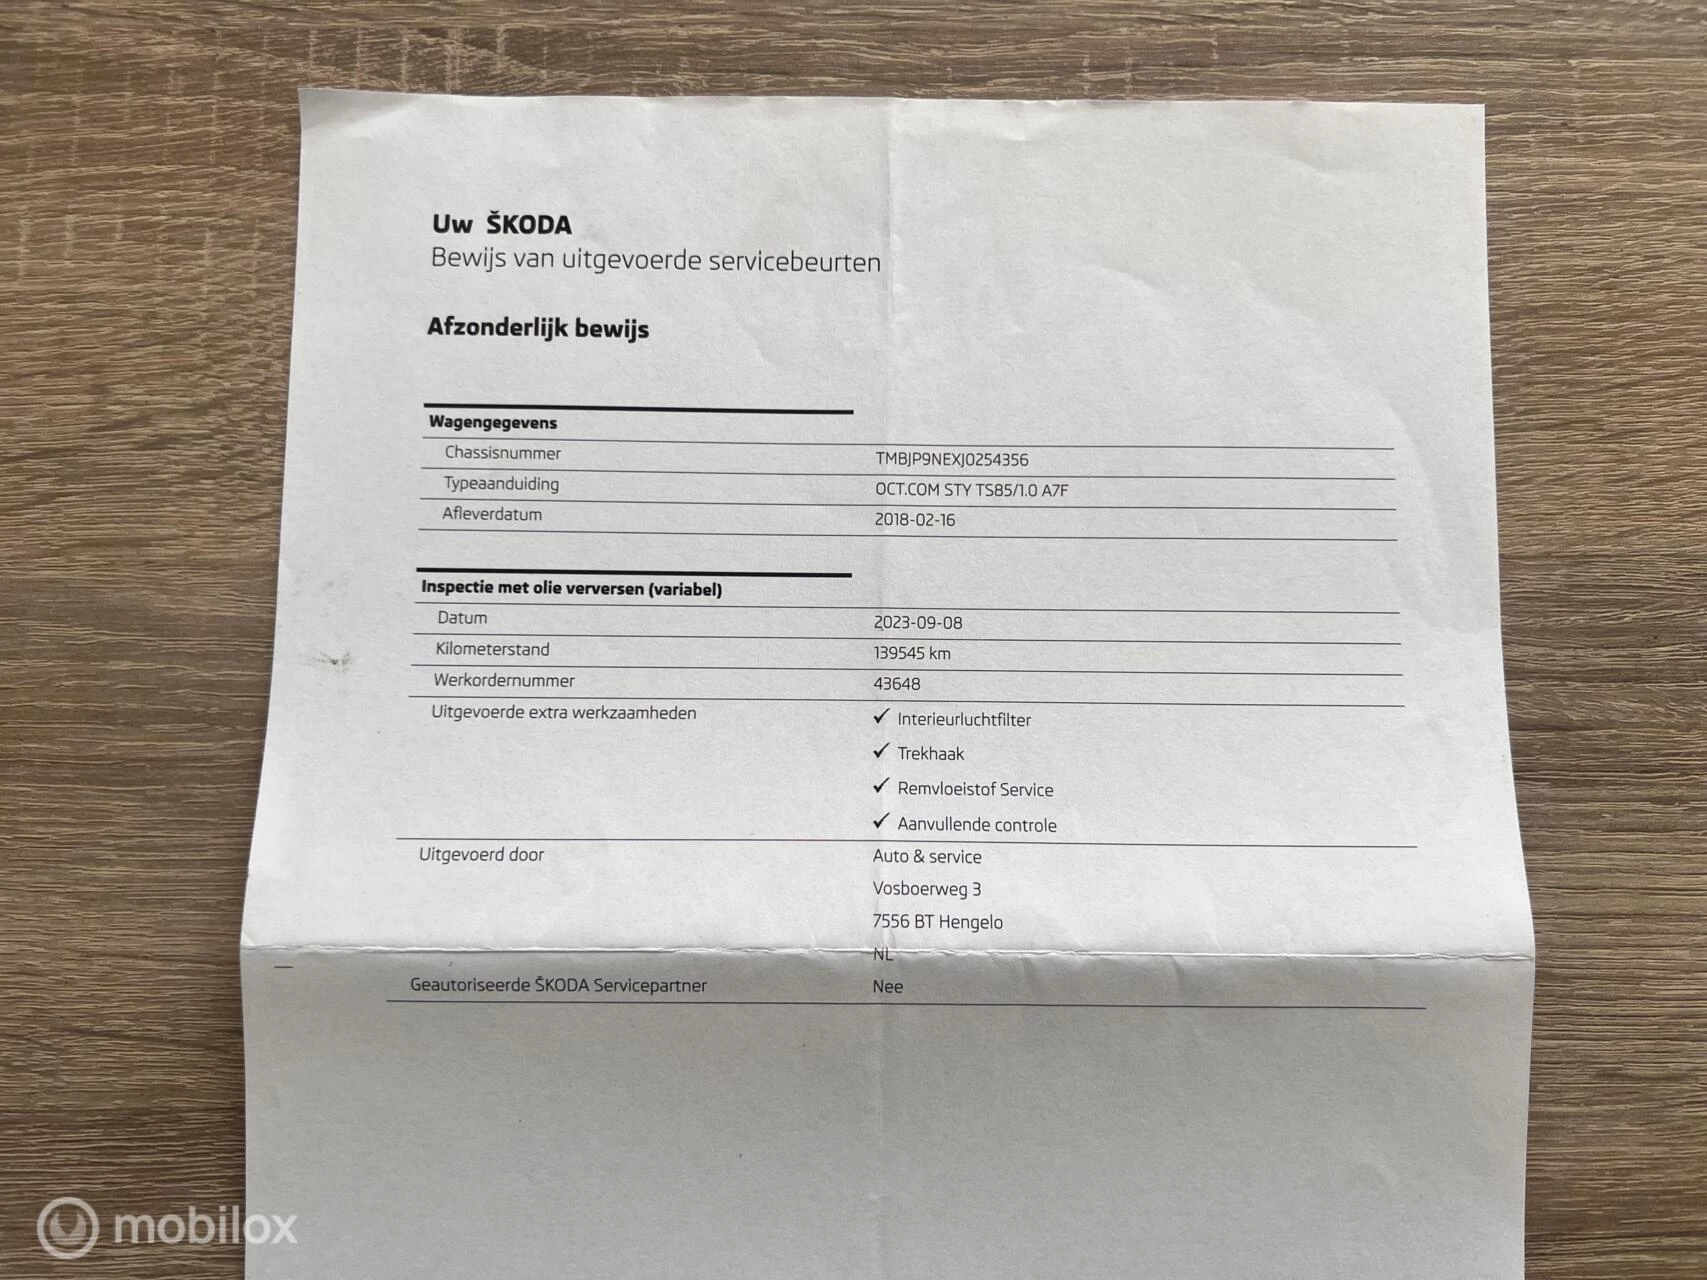 Uw ŠKODA
Bewijs van uitgevoerde servicebeurten
Afzonderlijk bewijs
Wagengegevens
Chassisnummer TMBJP9NEXJ0254356
Typeaanduiding OCT.COM STY TS85/1.0 A7F
Afleverdatum 2018-02-16
Inspectie met olie verversen (variabel)
Datum 2023-09-08
Kilometerstand 139545 km
Werkordernummer 43648
Uitgevoerde extra werkzaamheden ✓ Interieurluchtfilter
✓ Trekhaak
✓ Remvloeistof Service
✓ Aanvullende controle
Uitgevoerd door Auto & service
Vosboerweg 3
7556 BT Hengelo
NL
Geautoriseerde ŠKODA Servicepartner Nee
mobilox